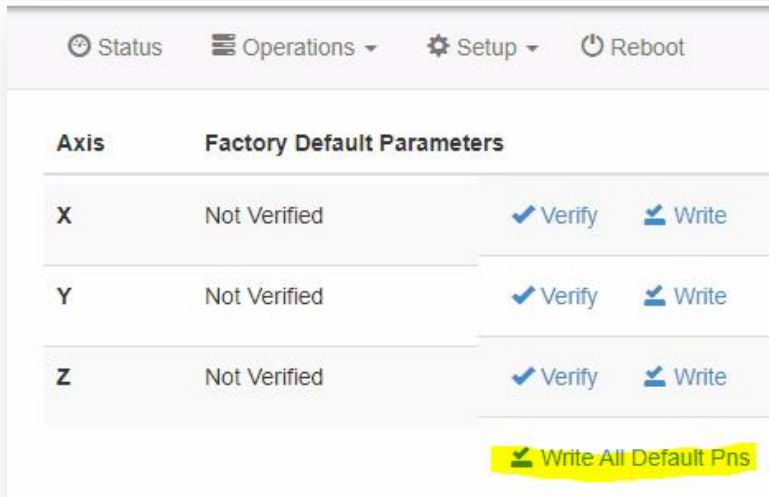 Status Operations Setup Reboot
Axis Factory Default Parameters
X Not Verified Verify Write
Y Not Verified Verify Write
Z Not Verified Verify Write
Write All Default Pns